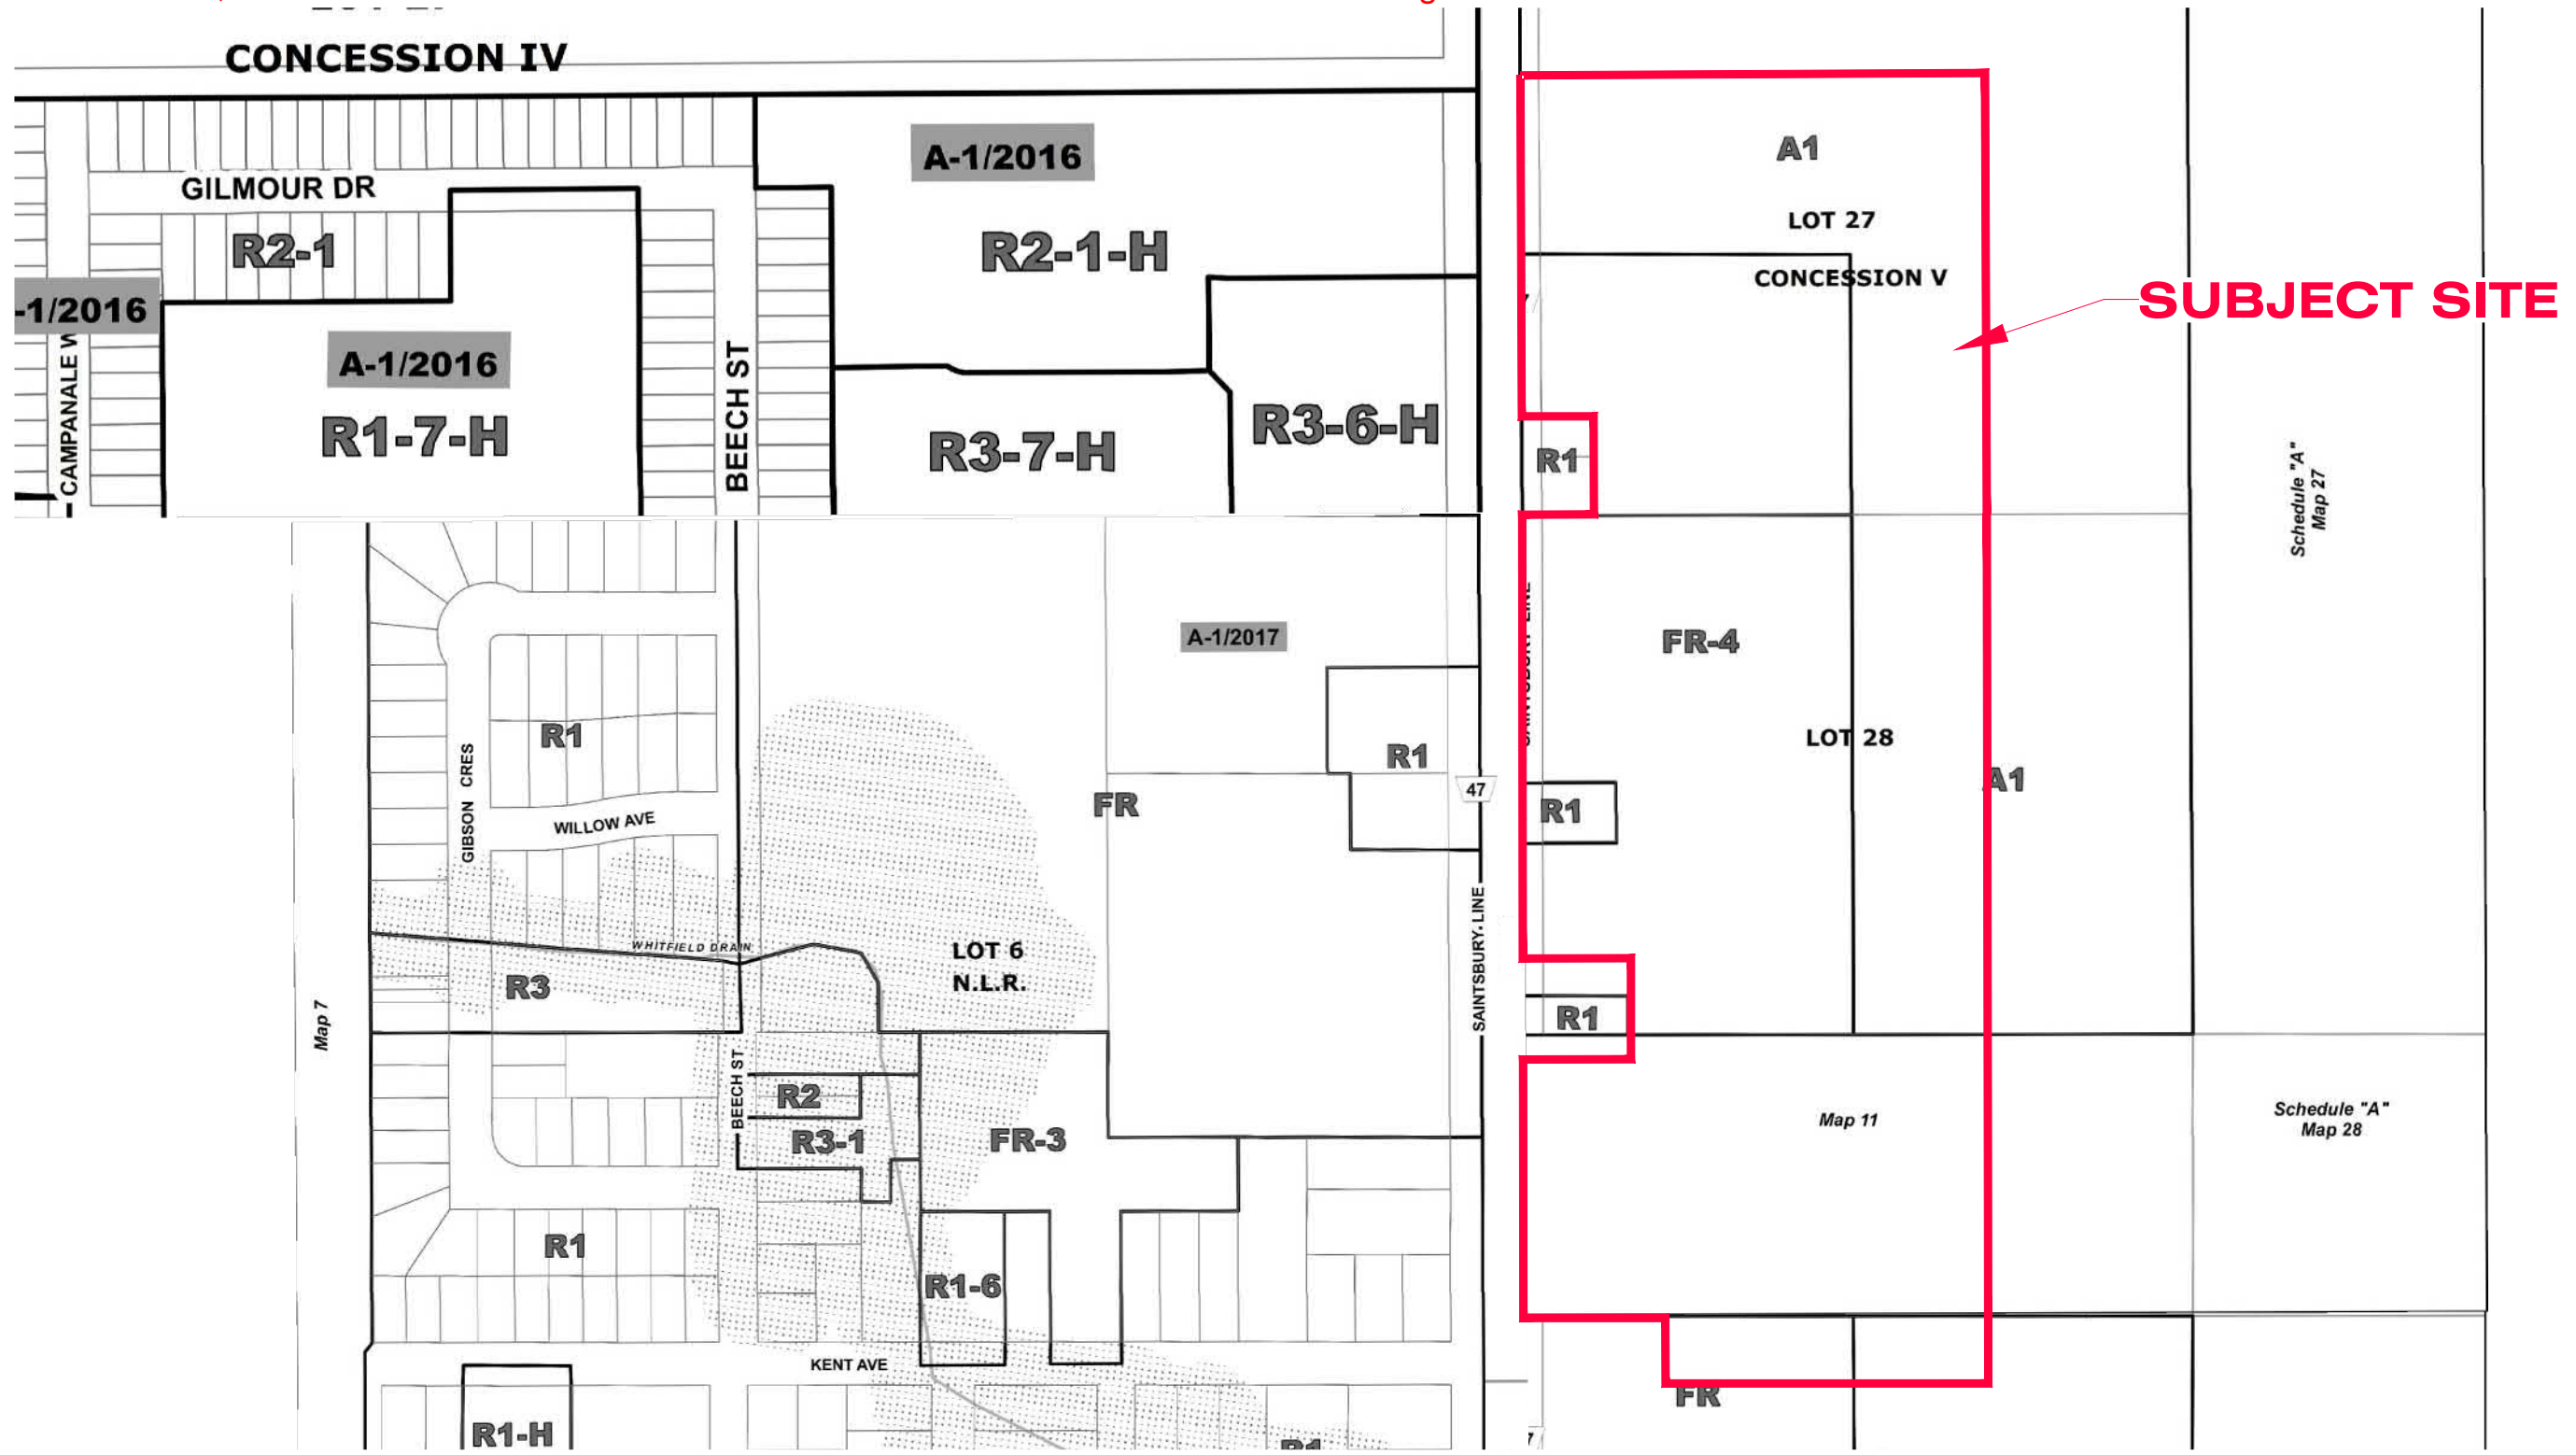 CONCESSION IV
GILMOUR DR
R2-1
-1/2016
A-1/2016
R1-7-H
CAMPANALE W
BEECH ST
A-1/2016
R2-1-H
R3-7-H
R3-6-H
A1
LOT 27
CONCESSION V
SUBJECT SITE
R1
Schedule "A"
Map 27
A-1/2017
FR-4
R1
GIBSON CRES
WILLOW AVE
FR
R1
47
R1
LOT 28
A1
WHITFIELD DRAIN
LOT 6
N.L.R.
SAINTSBURY LINE
R3
R1
Map 7
BEECH ST
R2
R3-1
FR-3
Map 11
Schedule "A"
Map 28
R1
R1-6
KENT AVE
FR
R1-H
R1